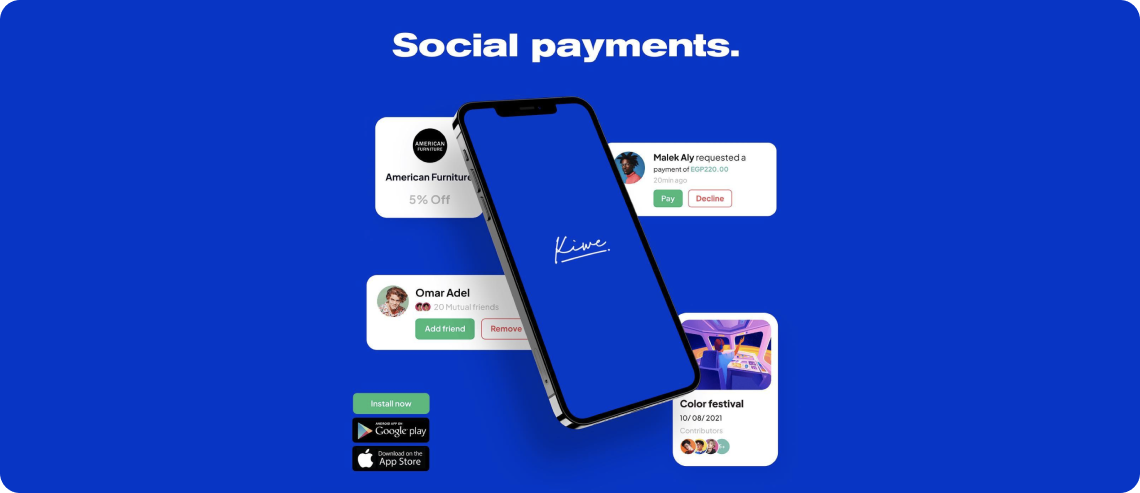 Social payments.
AMERICAN
FURNITURE
American Furniture
5% Off
Malek Aly requested a
payment of EGP220.00
20min ago
Pay
Decline
Kiwe.
Omar Adel
20 Mutual friends
Add friend
Remove
Color festival
10/ 08/ 2021
Contributors
Install now
ANDROID APP ON
Google play
Download on the
App Store